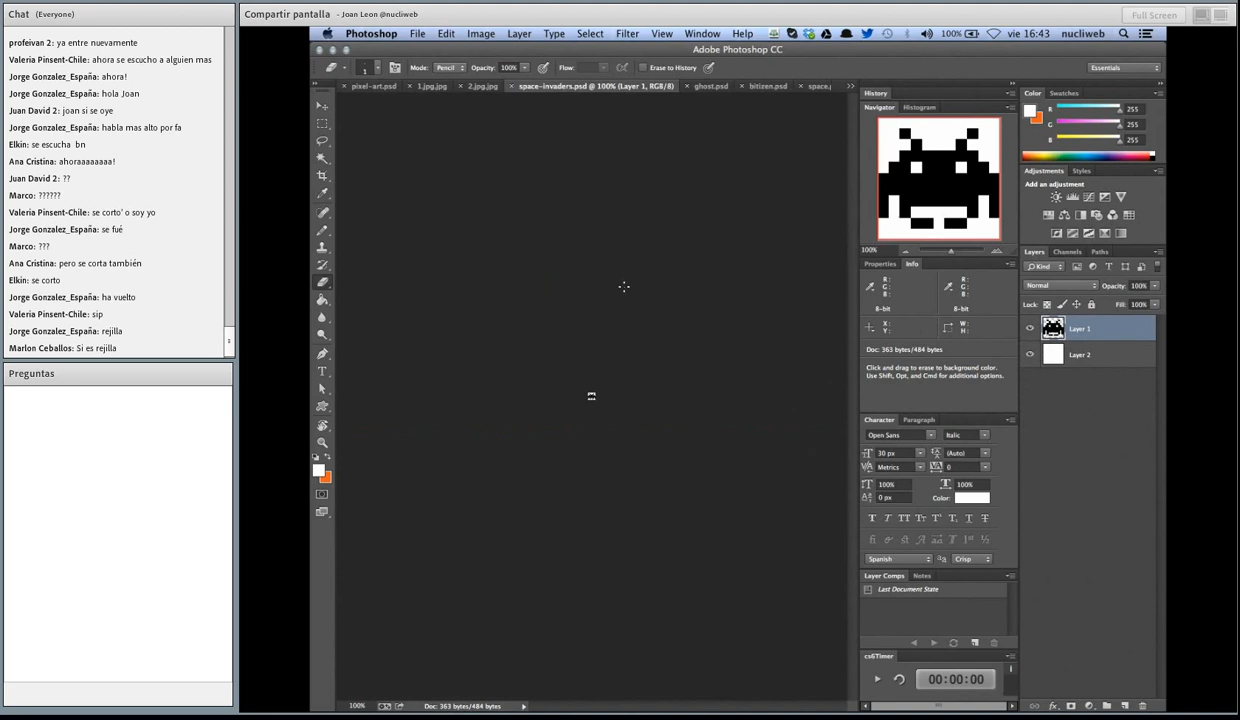 Chat (Everyone)
profeivan 2: ya entre nuevamente
Valeria Pinsent-Chile: ahora se escucho a alguien mas
Jorge Gonzalez_España: ahora!
Jorge Gonzalez_España: hola Joan
Juan David 2: joan si se oye
Jorge Gonzalez_España: habla mas alto por fa
Elkin: se escucha bn
Ana Cristina: ahoraaaaaaaa!
Juan David 2: ??
Marco: ??????
Valeria Pinsent-Chile: se corto' o soy yo
Jorge Gonzalez_España: se fué
Marco: ???
Ana Cristina: pero se corta también
Elkin: se corto
Jorge Gonzalez_España: ha vuelto
Valeria Pinsent-Chile: sip
Jorge Gonzalez_España: rejilla
Marlon Ceballos: Si es rejilla
Preguntas
Compartir pantalla - Joan Leon @nucliweb
Full Screen
Photoshop File Edit Image Layer Type Select Filter View Window Help
100% vie 16:43 nucliweb
Adobe Photoshop CC
1 Mode: Pencil Opacity: 100% Flow: Erase to History Essentials
pixel-art.psd 1.jpg.jpg 2.jpg.jpg space-invaders.psd @ 100% (Layer 1, RGB/8) ghost.psd bitizen.psd space.p
History
Navigator Histogram
100%
Properties Info
R:
G:
B:
R:
G:
B:
8-bit 8-bit
X:
Y:
W:
H:
Doc: 363 bytes/484 bytes
Click and drag to erase to background color.
Use Shift, Opt, and Cmd for additional options.
Character Paragraph
Open Sans Italic
30 px (Auto)
Metrics 0
100% 100%
0 px Color:
Spanish Crisp
Layer Comps Notes
Last Document State
cs6Timer
00:00:00
Color Swatches
R 255
G 255
B 255
Adjustments Styles
Add an adjustment
Layers Channels Paths
Kind
Normal Opacity: 100%
Lock: Fill: 100%
Layer 1
Layer 2
100% Doc: 363 bytes/484 bytes